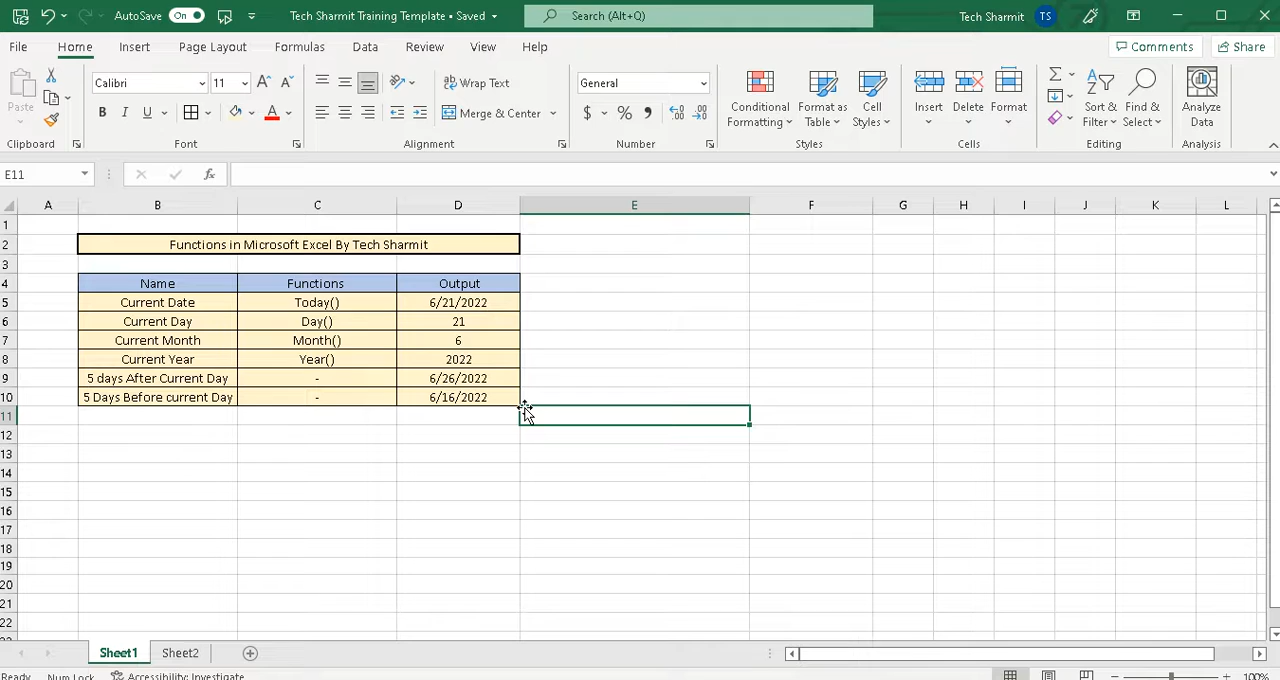 AutoSave On Tech Sharmit Training Template • Saved Search (Alt+Q) Tech Sharmit TS
File Home Insert Page Layout Formulas Data Review View Help Comments Share
Paste
Calibri 11 A^ A˅
B I U A
ab Wrap Text
Merge & Center
General
$ % ,
Conditional Formatting
Format as Table
Cell Styles
Insert Delete Format
Sort & Filter
Find & Select
Analyze Data
Clipboard Font Alignment Number Styles Cells Editing Analysis
E11 fx
A B C D E F G H I J K L
1
2 Functions in Microsoft Excel By Tech Sharmit
3
4 Name Functions Output
5 Current Date Today() 6/21/2022
6 Current Day Day() 21
7 Current Month Month() 6
8 Current Year Year() 2022
9 5 days After Current Day - 6/26/2022
10 5 Days Before current Day - 6/16/2022
11
12
13
14
15
16
17
18
19
20
21
22
23
Sheet1 Sheet2
Ready Num Lock Accessibility: Investigate 100%